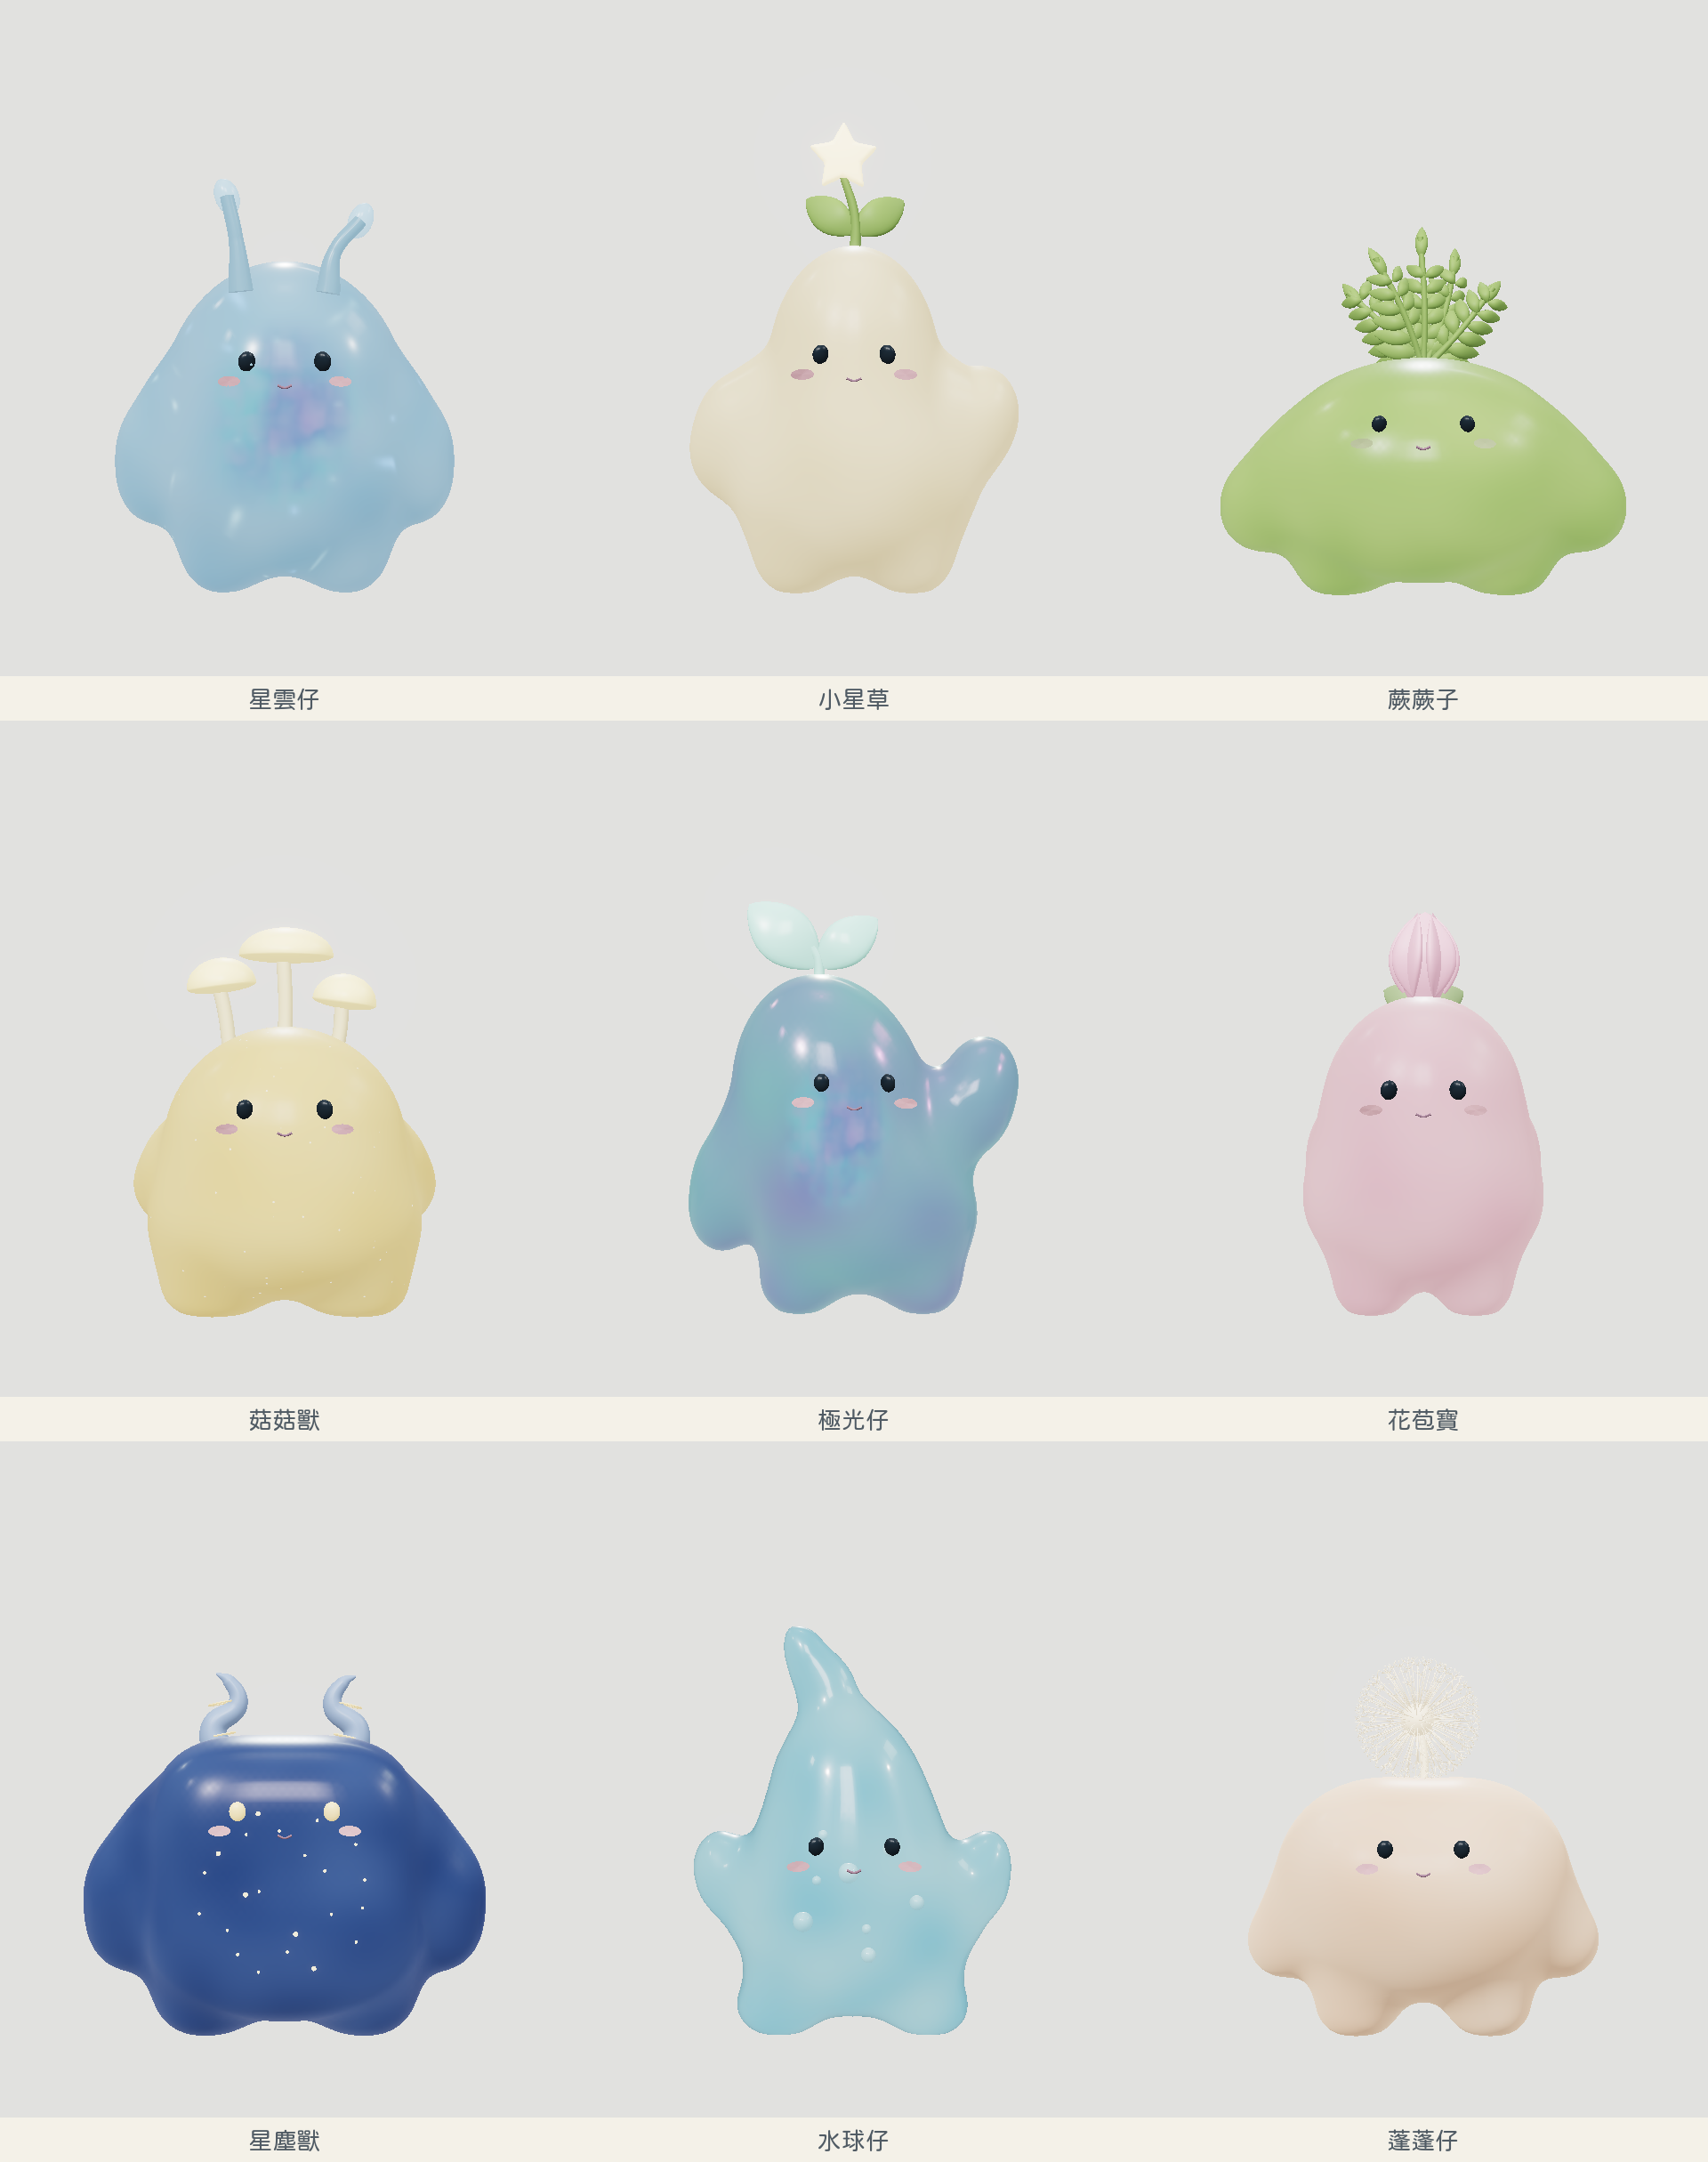 星雲仔
小星草
蕨蕨子
菇菇獸
極光仔
花苞寶
星塵獸
水球仔
蓬蓬仔